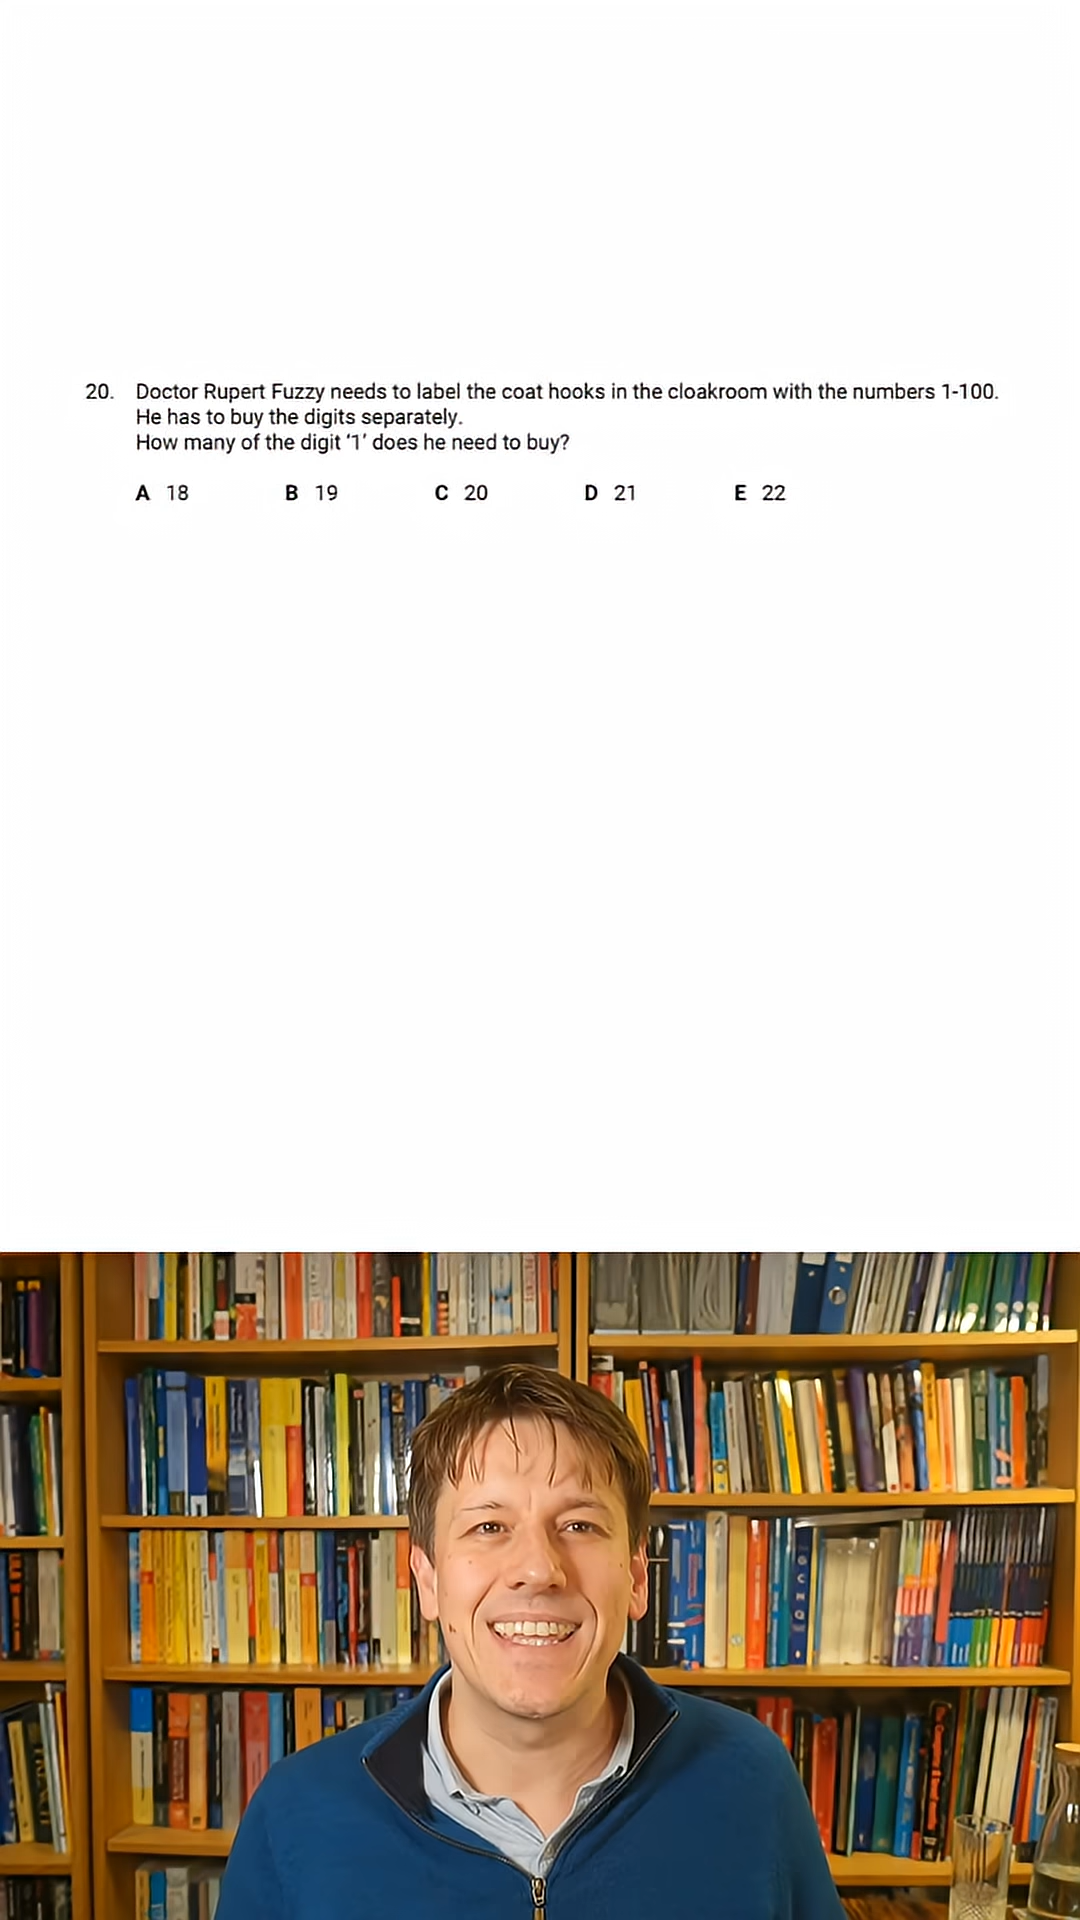 20. Doctor Rupert Fuzzy needs to label the coat hooks in the cloakroom with the numbers 1-100.
He has to buy the digits separately.
How many of the digit ‘1’ does he need to buy?
A 18 B 19 C 20 D 21 E 22